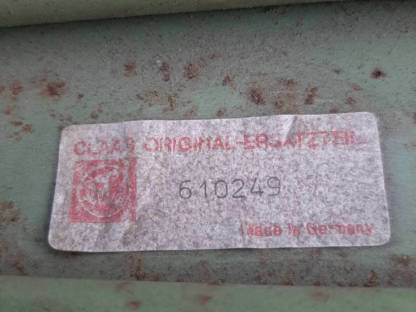 CLAAS ORIGINAL-ERSATZTEIL
610249
Made in Germany